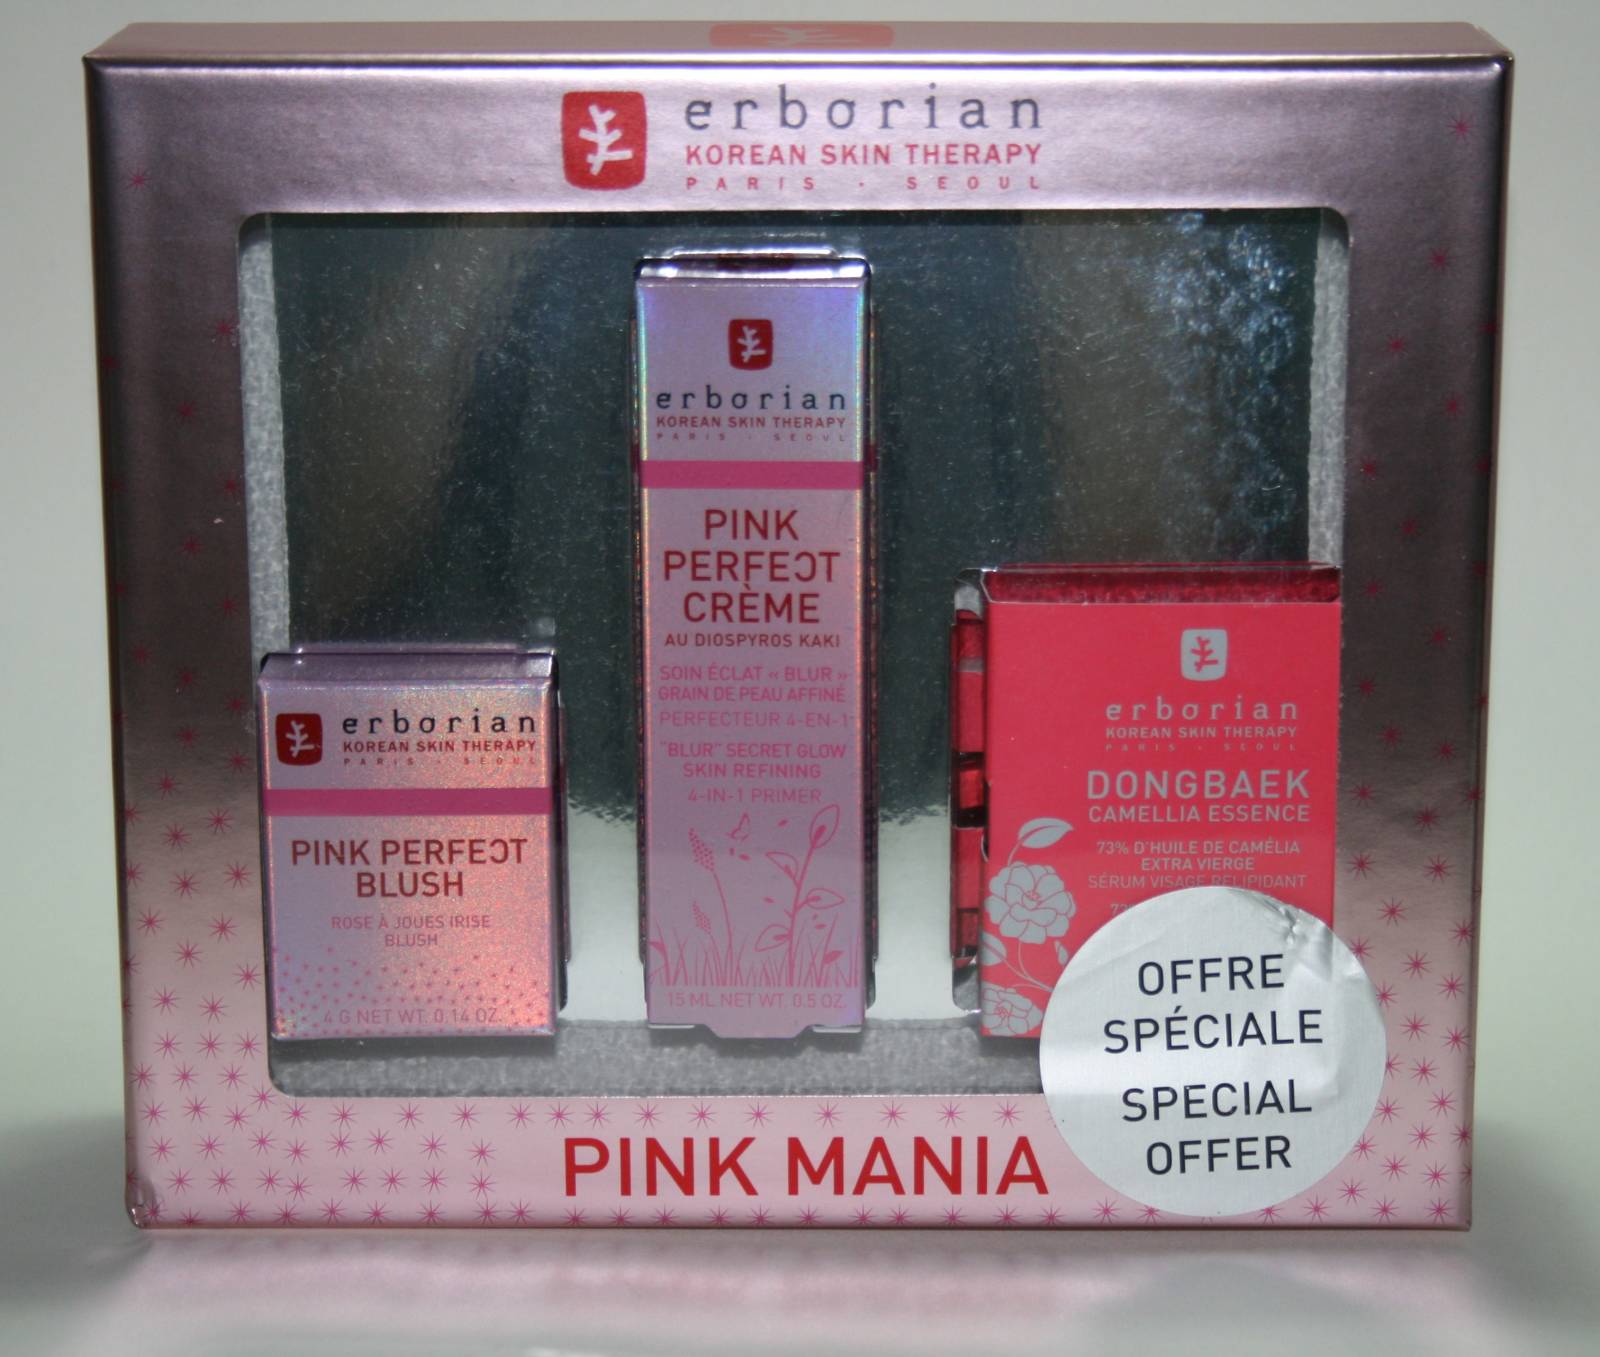 erborian
KOREAN SKIN THERAPY
PARIS · SEOUL
erborian
KOREAN SKIN THERAPY
PARIS · SEOUL
PINK PERFECT
BLUSH
ROSE À JOUES IRISE
BLUSH
4 G NET WT. 0.14 OZ.
erborian
KOREAN SKIN THERAPY
PARIS · SEOUL
PINK
PERFECT
CRÈME
AU DIOSPYROS KAKI
SOIN ÉCLAT « BLUR »
GRAIN DE PEAU AFFINÉ
PERFECTEUR 4-EN-1
"BLUR" SECRET GLOW
SKIN REFINING
4-IN-1 PRIMER
15 ML NET WT. 0.5 OZ.
erborian
KOREAN SKIN THERAPY
PARIS · SEOUL
DONGBAEK
CAMELLIA ESSENCE
73% D'HUILE DE CAMÉLIA
EXTRA VIERGE
SÉRUM VISAGE RELIPIDANT
OFFRE
SPÉCIALE
SPECIAL
OFFER
PINK MANIA